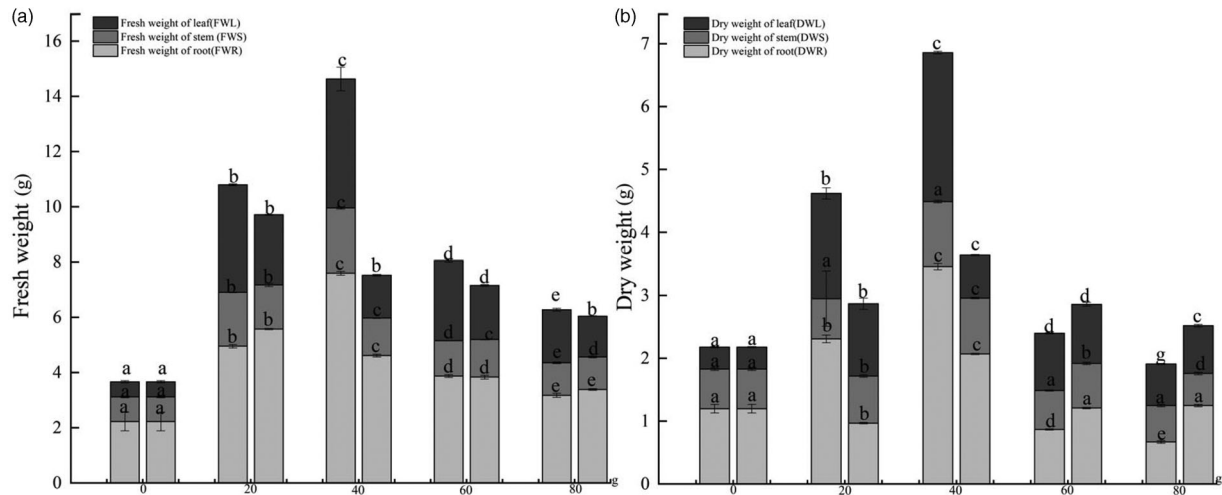 (a)
Fresh weight of leaf(FWL)
Fresh weight of stem (FWS)
Fresh weight of root(FWR)
Fresh weight (g)
16
14
12
10
8
6
4
2
0
a a
a a
a a
b b
b b
b b
c b
c c
c c
d d
d c
d d
e b
e d
e e
0 20 40 60 80 g
(b)
Dry weight of leaf(DWL)
Dry weight of stem(DWS)
Dry weight of root(DWR)
Dry weight (g)
7
6
5
4
3
2
1
0
a a
a a
a a
b b
a b
b b
c c
a c
c c
d d
d a
d a
g c
a d
e a
0 20 40 60 80 g